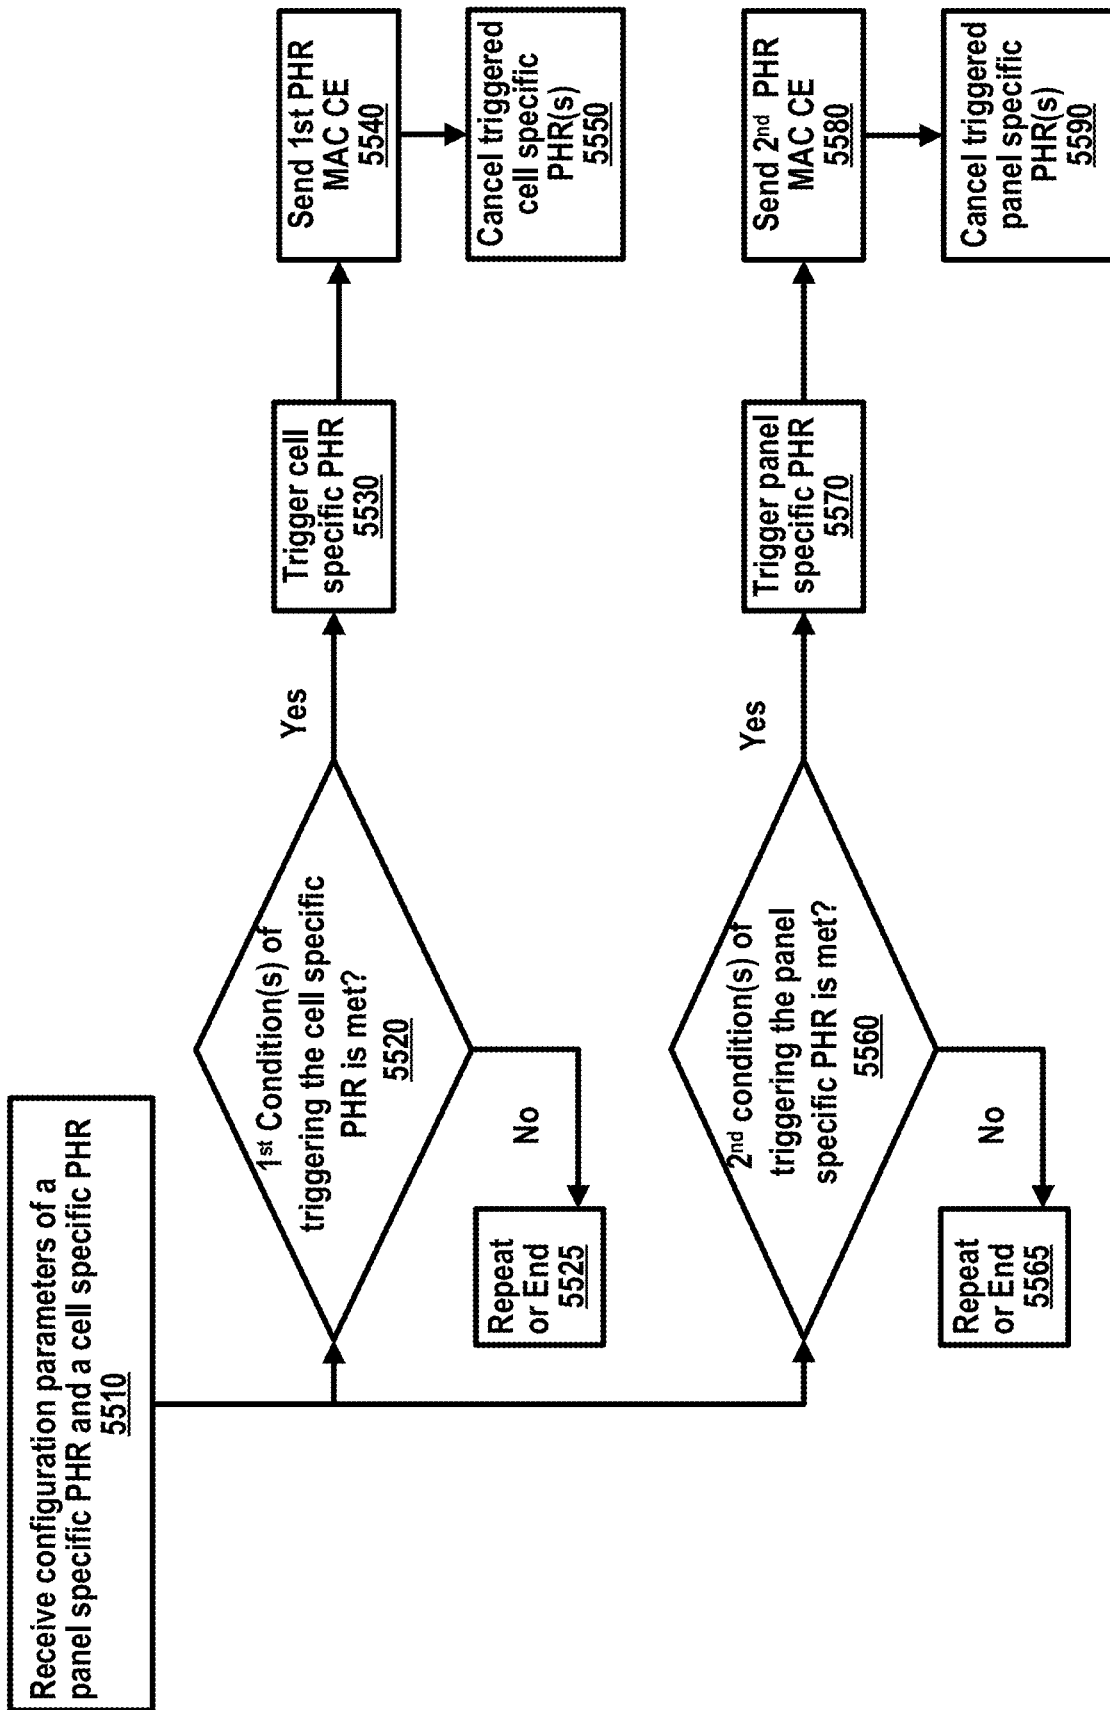 Receive configuration parameters of a
panel specific PHR and a cell specific PHR
5510
1st Condition(s) of
triggering the cell specific
PHR is met?
5520
Yes
No
Repeat
or End
5525
Trigger cell
specific PHR
5530
Send 1st PHR
MAC CE
5540
Cancel triggered
cell specific
PHR(s)
5550
2nd condition(s) of
triggering the panel
specific PHR is met?
5560
Yes
No
Repeat
or End
5565
Trigger panel
specific PHR
5570
Send 2nd PHR
MAC CE
5580
Cancel triggered
panel specific
PHR(s)
5590